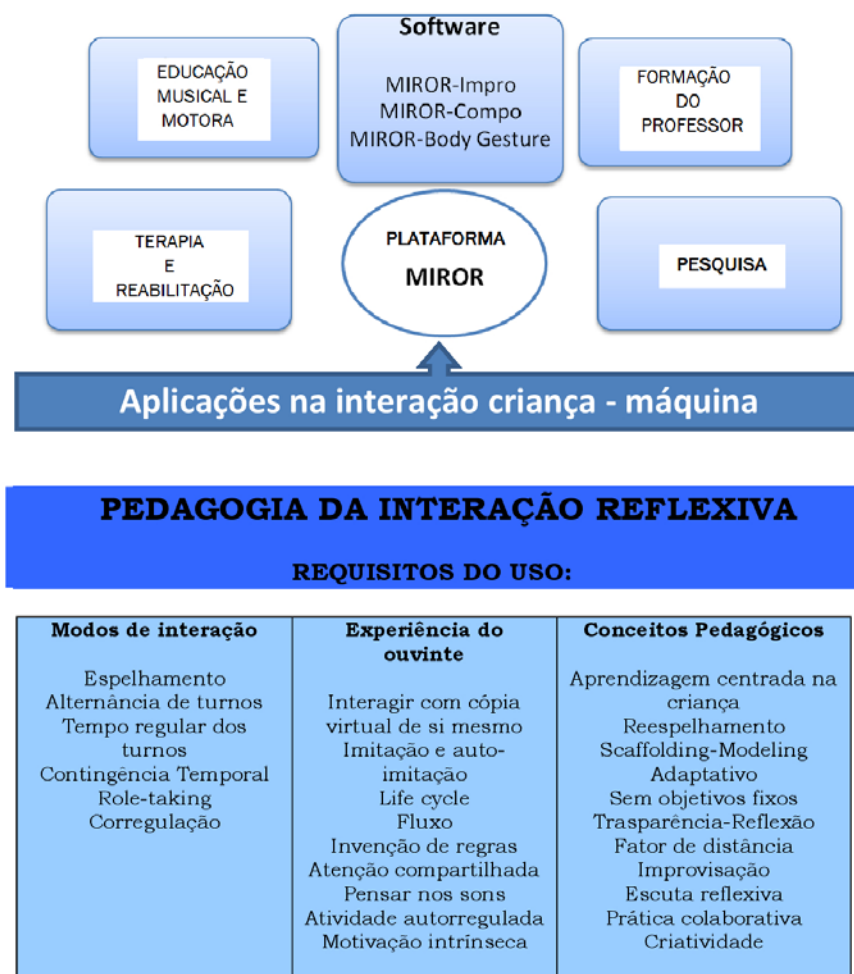 Software
MIROR-Impro
MIROR-Compo
MIROR-Body Gesture
EDUCAÇÃO
MUSICAL E
MOTORA
FORMAÇÃO
DO
PROFESSOR
TERAPIA
E
REABILITAÇÃO
PLATAFORMA
MIROR
PESQUISA
Aplicações na interação criança - máquina
PEDAGOGIA DA INTERAÇÃO REFLEXIVA
REQUISITOS DO USO:
Modos de interação
Espelhamento
Alternância de turnos
Tempo regular dos
turnos
Contingência Temporal
Role-taking
Corregulação
Experiência do
ouvinte
Interagir com cópia
virtual de si mesmo
Imitação e auto-
imitação
Life cycle
Fluxo
Invenção de regras
Atenção compartilhada
Pensar nos sons
Atividade autorregulada
Motivação intrínseca
Conceitos Pedagógicos
Aprendizagem centrada na
criança
Reespelhamento
Scaffolding-Modeling
Adaptativo
Sem objetivos fixos
Trasparência-Reflexão
Fator de distância
Improvisação
Escuta reflexiva
Prática colaborativa
Criatividade